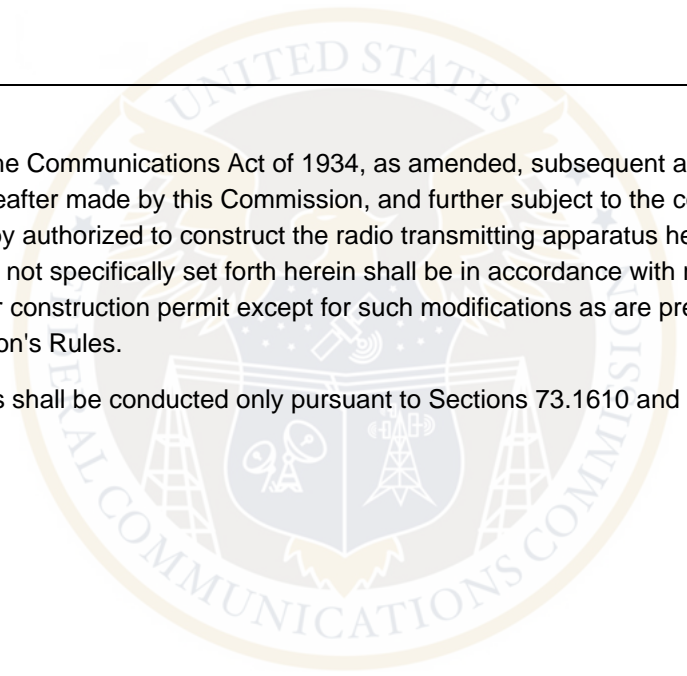 UNITED STATES
he Communications Act of 1934, as amended, subsequent a
eafter made by this Commission, and further subject to the c
by authorized to construct the radio transmitting apparatus he
not specifically set forth herein shall be in accordance with
r construction permit except for such modifications as are pre
on's Rules.
s shall be conducted only pursuant to Sections 73.1610 and
FEDERAL COMMUNICATIONS COMMISSION